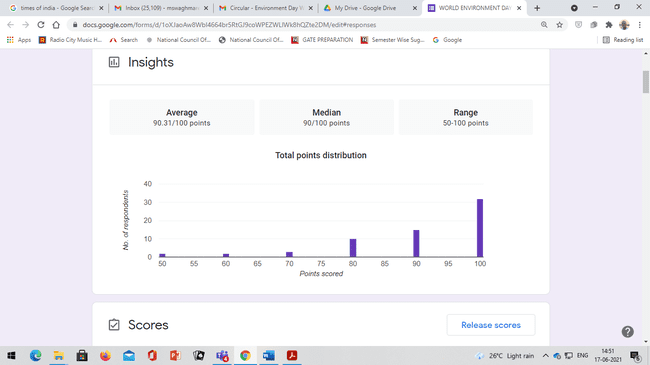 times of india - Google Sear
Inbox (25,109) - mswaghmar
Circular - Environment Day W
My Drive - Google Drive
WORLD ENVIRONMENT DAY
docs.google.com/forms/d/1oXJaoAw8Wbl4664br5RtGJ9coWPEZWLlWk8hQZte2DM/edit#responses
Apps
Radio City Music H...
Search
National Council Of...
National Council Of...
GATE PREPARATION
Semester Wise Sug...
Google
Reading list
Insights
Average
90.31/100 points
Median
90/100 points
Range
50-100 points
Total points distribution
No. of respondents
40
30
20
10
0
50 55 60 65 70 75 80 85 90 95 100
Points scored
Scores
Release scores
26°C Light rain
ENG
14:51
17-06-2021